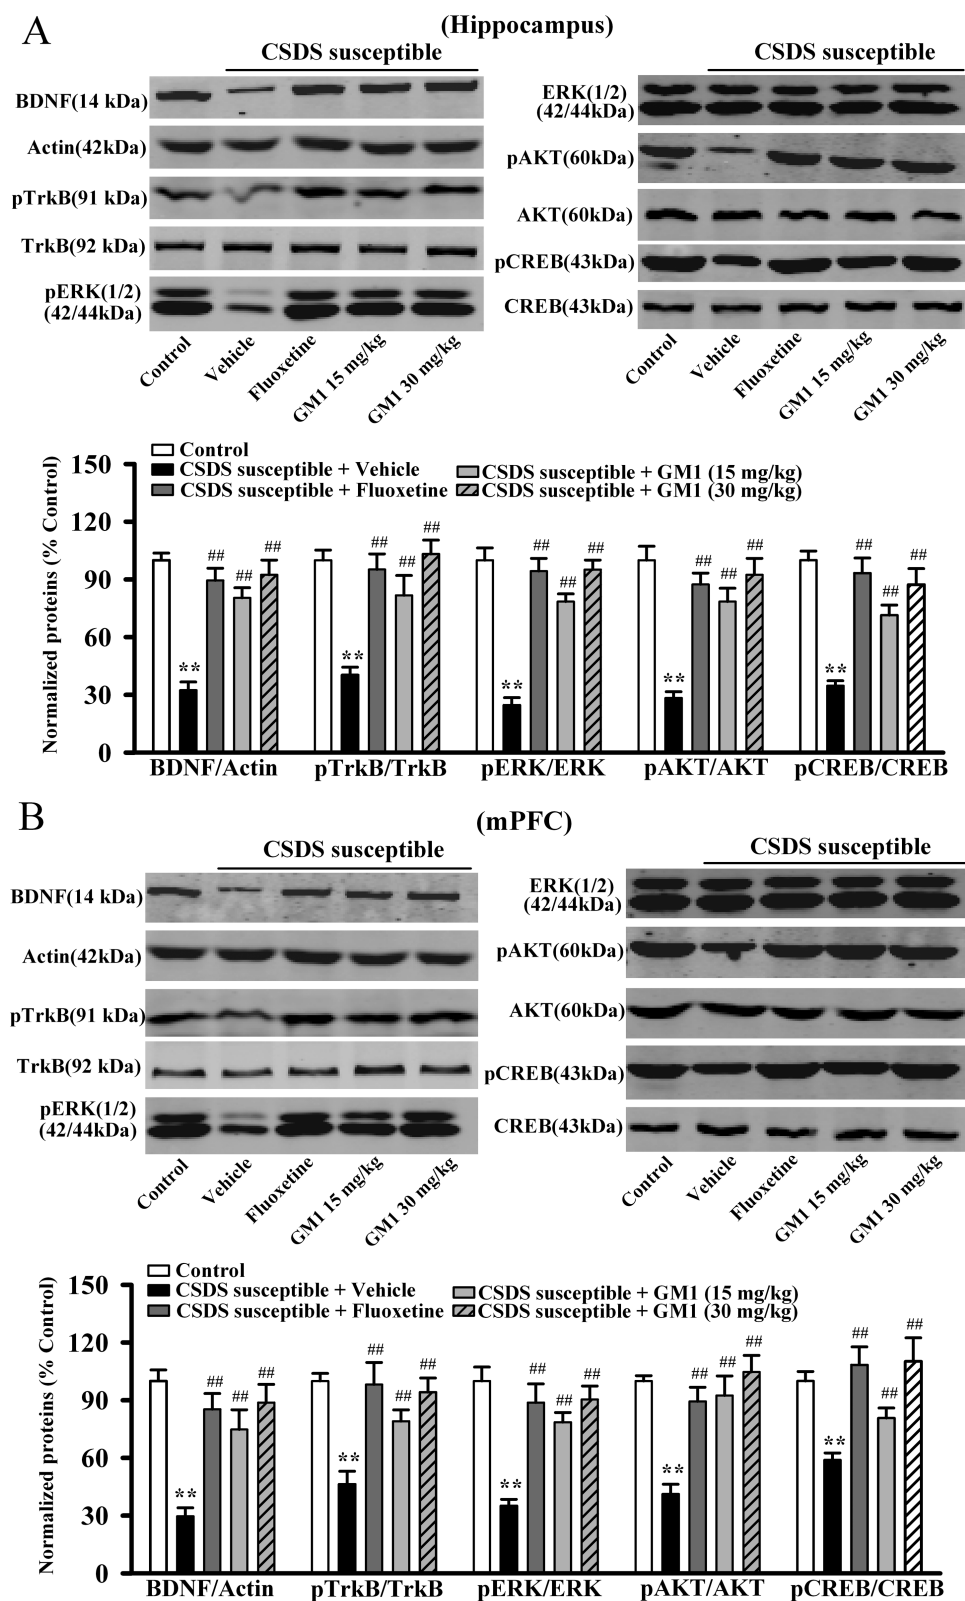 A
(Hippocampus)
CSDS susceptible
BDNF(14 kDa)
Actin(42kDa)
pTrkB(91 kDa)
TrkB(92 kDa)
pERK(1/2)
(42/44kDa)
Control
Vehicle
Fluoxetine
GM1 15 mg/kg
GM1 30 mg/kg
CSDS susceptible
ERK(1/2)
(42/44kDa)
pAKT(60kDa)
AKT(60kDa)
pCREB(43kDa)
CREB(43kDa)
Control
Vehicle
Fluoxetine
GM1 15 mg/kg
GM1 30 mg/kg
Control
CSDS susceptible + Vehicle
CSDS susceptible + Fluoxetine
CSDS susceptible + GM1 (15 mg/kg)
CSDS susceptible + GM1 (30 mg/kg)
Normalized proteins (% Control)
150
120
90
60
30
0
** ## ## ##
** ## ## ##
** ## ## ##
** ## ## ##
** ## ## ##
BDNF/Actin
pTrkB/TrkB
pERK/ERK
pAKT/AKT
pCREB/CREB
B
(mPFC)
CSDS susceptible
BDNF(14 kDa)
Actin(42kDa)
pTrkB(91 kDa)
TrkB(92 kDa)
pERK(1/2)
(42/44kDa)
Control
Vehicle
Fluoxetine
GM1 15 mg/kg
GM1 30 mg/kg
CSDS susceptible
ERK(1/2)
(42/44kDa)
pAKT(60kDa)
AKT(60kDa)
pCREB(43kDa)
CREB(43kDa)
Control
Vehicle
Fluoxetine
GM1 15 mg/kg
GM1 30 mg/kg
Control
CSDS susceptible + Vehicle
CSDS susceptible + Fluoxetine
CSDS susceptible + GM1 (15 mg/kg)
CSDS susceptible + GM1 (30 mg/kg)
Normalized proteins (% Control)
150
120
90
60
30
0
** ## ## ##
** ## ## ##
** ## ## ##
** ## ## ##
** ## ## ##
BDNF/Actin
pTrkB/TrkB
pERK/ERK
pAKT/AKT
pCREB/CREB